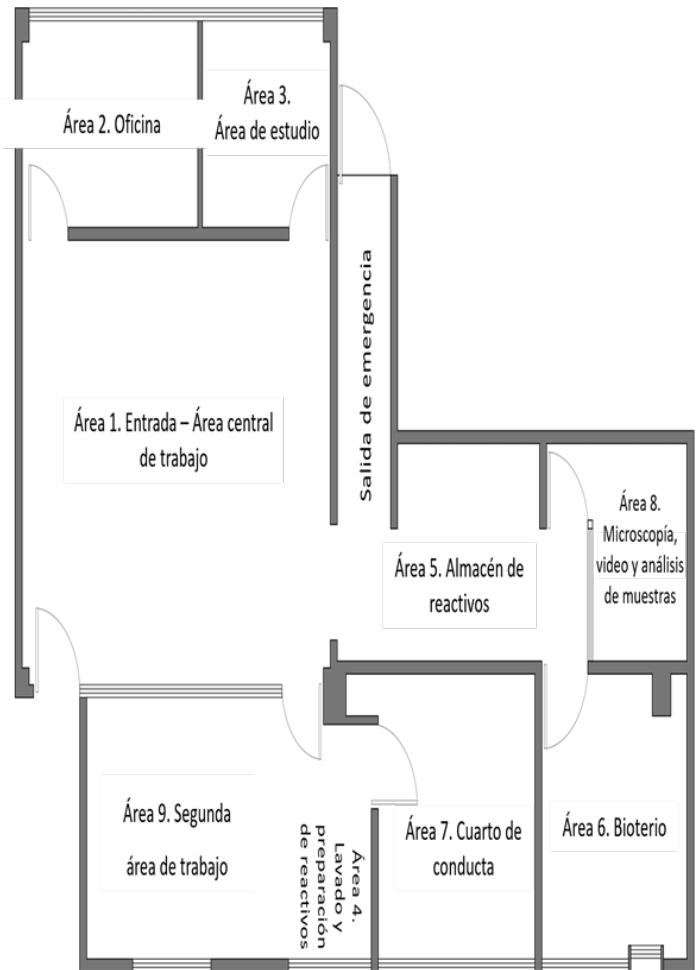 Área 2. Oficina
Área 3.
Área de estudio
Salida de emergencia
Área 1. Entrada – Área central
de trabajo
Área 8.
Microscopía,
video y análisis
de muestras
Área 5. Almacén de
reactivos
Área 9. Segunda
área de trabajo
Área 4.
Lavado y
preparación
de reactivos
Área 7. Cuarto de
conducta
Área 6. Bioterio